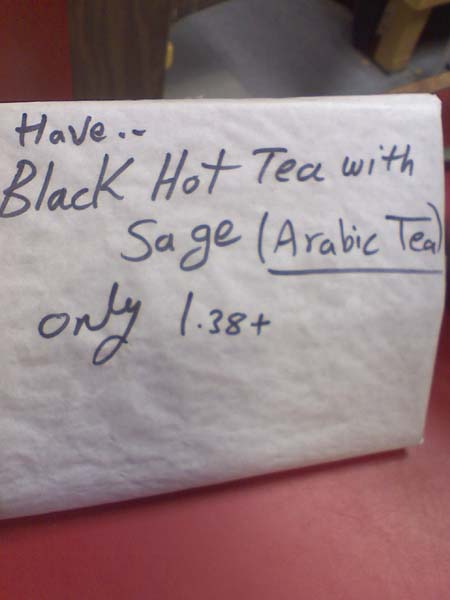 Have..
Black Hot Tea with
Sage (Arabic Tea)
only 1.38+